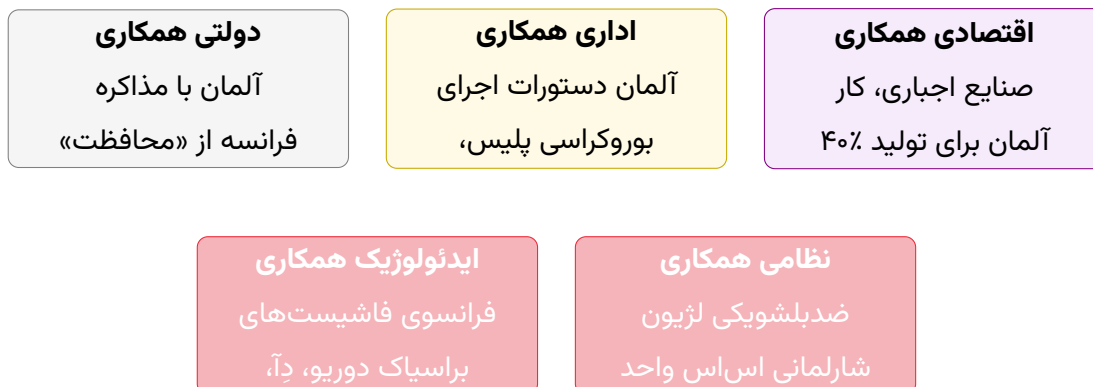 اقتصادی همکاری
صنایع اجباری، کار
آلمان برای تولید ۴۰٪
اداری همکاری
آلمان دستورات اجرای
بوروکراسی پلیس،
دولتی همکاری
آلمان با مذاکره
فرانسه از «محافظت»
نظامی همکاری
ضدبلشویکی لژیون
شارلمانی اس‌اس واحد
ایدئولوژیک همکاری
فرانسوی فاشیست‌های
براسیاک دوریو، دِآ،